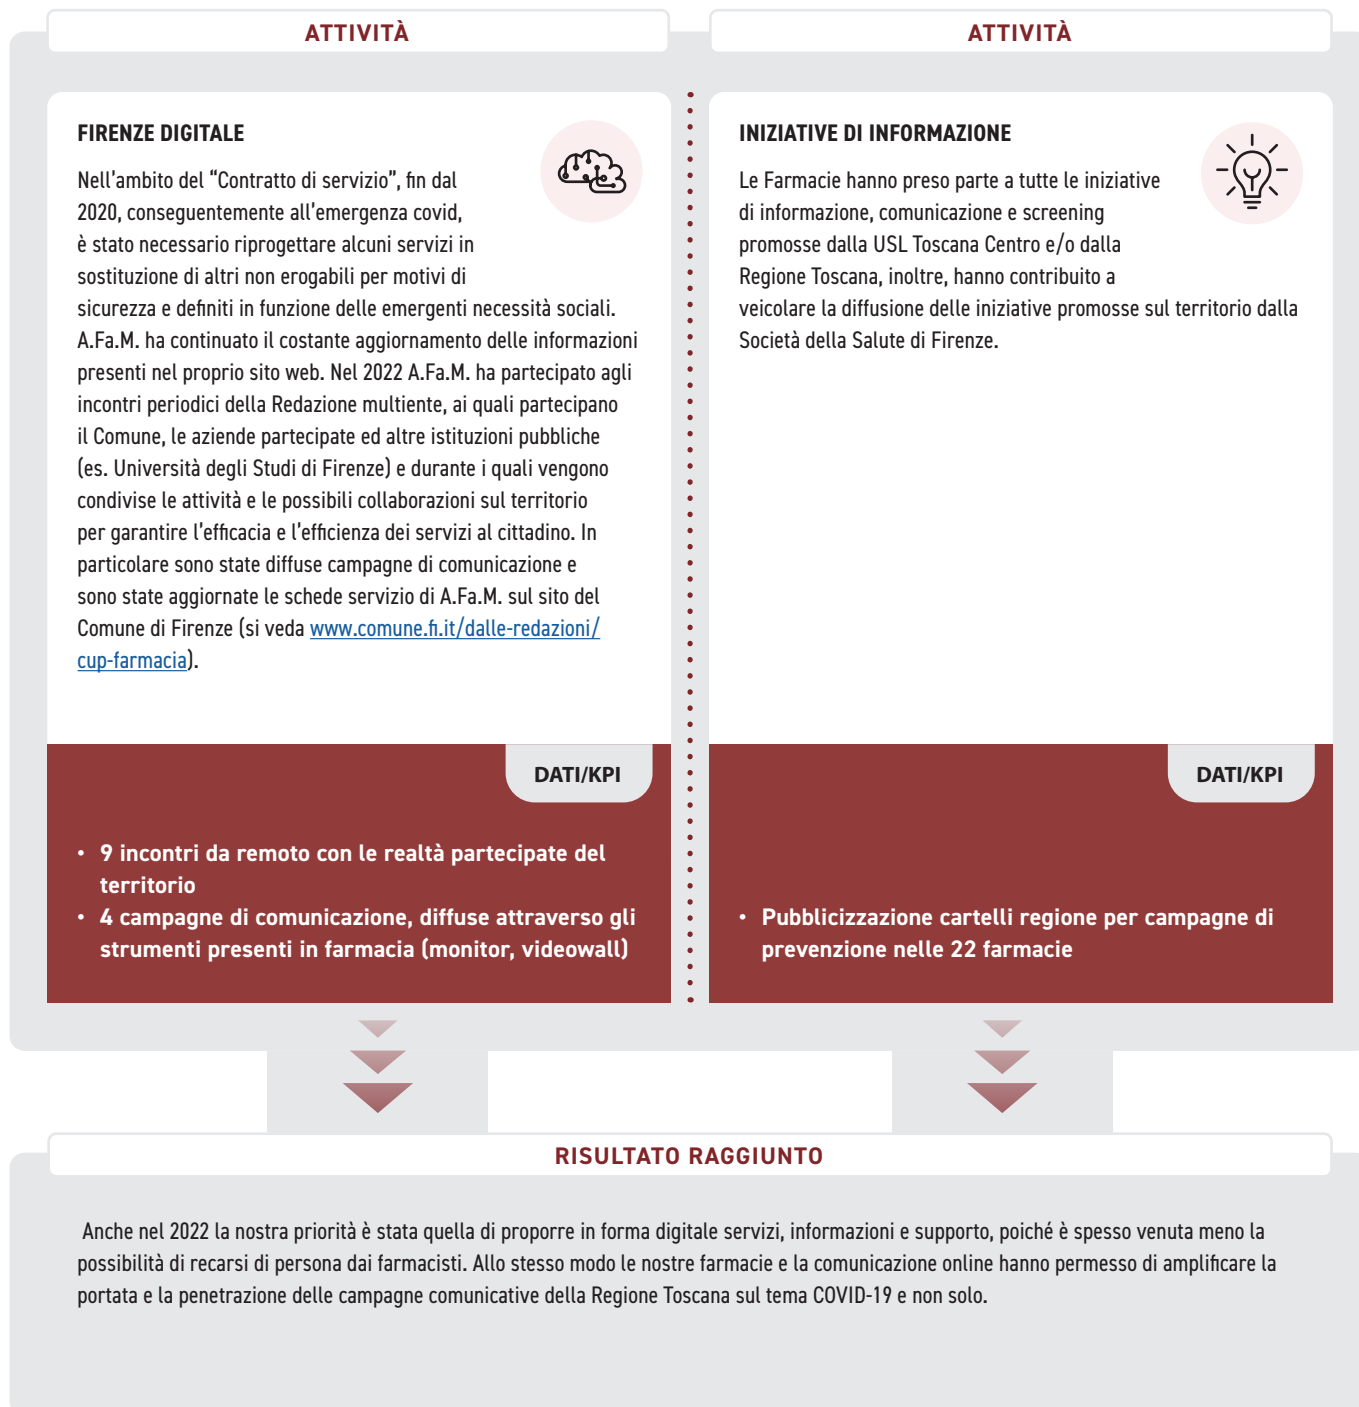 ATTIVITÀ
FIRENZE DIGITALE
Nell’ambito del “Contratto di servizio”, fin dal
2020, conseguentemente all’emergenza covid,
è stato necessario riprogettare alcuni servizi in
sostituzione di altri non erogabili per motivi di
sicurezza e definiti in funzione delle emergenti necessità sociali.
A.Fa.M. ha continuato il costante aggiornamento delle informazioni
presenti nel proprio sito web. Nel 2022 A.Fa.M. ha partecipato agli
incontri periodici della Redazione multiente, ai quali partecipano
il Comune, le aziende partecipate ed altre istituzioni pubbliche
(es. Università degli Studi di Firenze) e durante i quali vengono
condivise le attività e le possibili collaborazioni sul territorio
per garantire l’efficacia e l’efficienza dei servizi al cittadino. In
particolare sono state diffuse campagne di comunicazione e
sono state aggiornate le schede servizio di A.Fa.M. sul sito del
Comune di Firenze (si veda www.comune.fi.it/dalle-redazioni/
cup-farmacia).
DATI/KPI
• 9 incontri da remoto con le realtà partecipate del
territorio
• 4 campagne di comunicazione, diffuse attraverso gli
strumenti presenti in farmacia (monitor, videowall)
ATTIVITÀ
INIZIATIVE DI INFORMAZIONE
Le Farmacie hanno preso parte a tutte le iniziative
di informazione, comunicazione e screening
promosse dalla USL Toscana Centro e/o dalla
Regione Toscana, inoltre, hanno contribuito a
veicolare la diffusione delle iniziative promosse sul territorio dalla
Società della Salute di Firenze.
DATI/KPI
• Pubblicizzazione cartelli regione per campagne di
prevenzione nelle 22 farmacie
RISULTATO RAGGIUNTO
Anche nel 2022 la nostra priorità è stata quella di proporre in forma digitale servizi, informazioni e supporto, poiché è spesso venuta meno la
possibilità di recarsi di persona dai farmacisti. Allo stesso modo le nostre farmacie e la comunicazione online hanno permesso di amplificare la
portata e la penetrazione delle campagne comunicative della Regione Toscana sul tema COVID-19 e non solo.